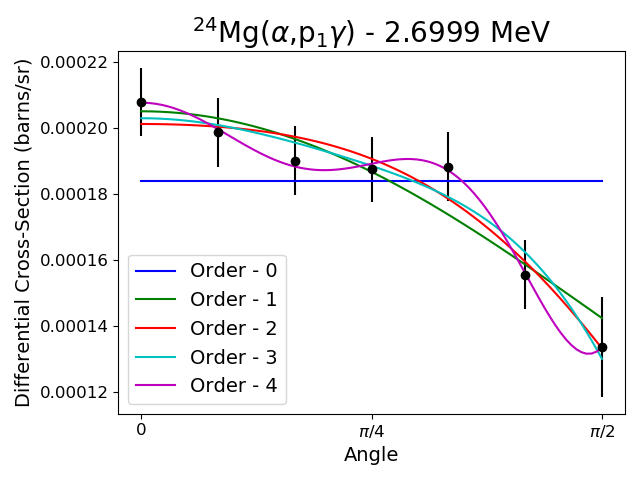 ²⁴Mg(α,p₁γ) - 2.6999 MeV
Differential Cross-Section (barns/sr)
0.00022
0.00020
0.00018
0.00016
0.00014
0.00012
Order - 0
Order - 1
Order - 2
Order - 3
Order - 4
0
π/4
π/2
Angle